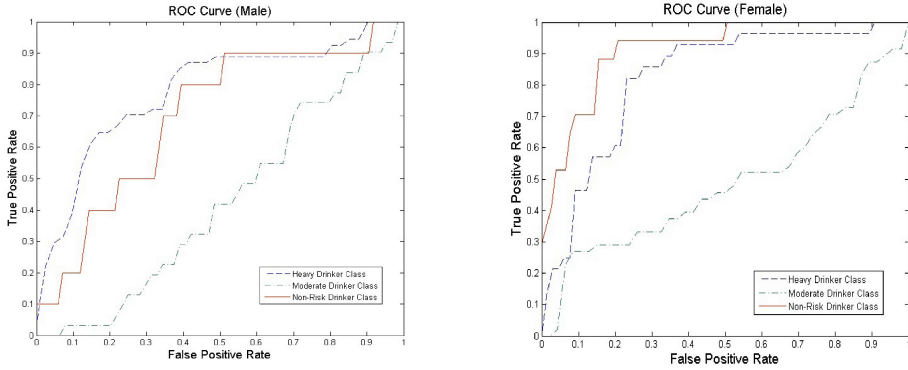 ROC Curve (Male)
True Positive Rate
1
0.9
0.8
0.7
0.6
0.5
0.4
0.3
0.2
0.1
0
0 0.1 0.2 0.3 0.4 0.5 0.6 0.7 0.8 0.9 1
False Positive Rate
Heavy Drinker Class
Moderate Drinker Class
Non-Risk Drinker Class
ROC Curve (Female)
True Positive Rate
1
0.9
0.8
0.7
0.6
0.5
0.4
0.3
0.2
0.1
0
0 0.1 0.2 0.3 0.4 0.5 0.6 0.7 0.8 0.9 1
False Positive Rate
Heavy Drinker Class
Moderate Drinker Class
Non-Risk Drinker Class